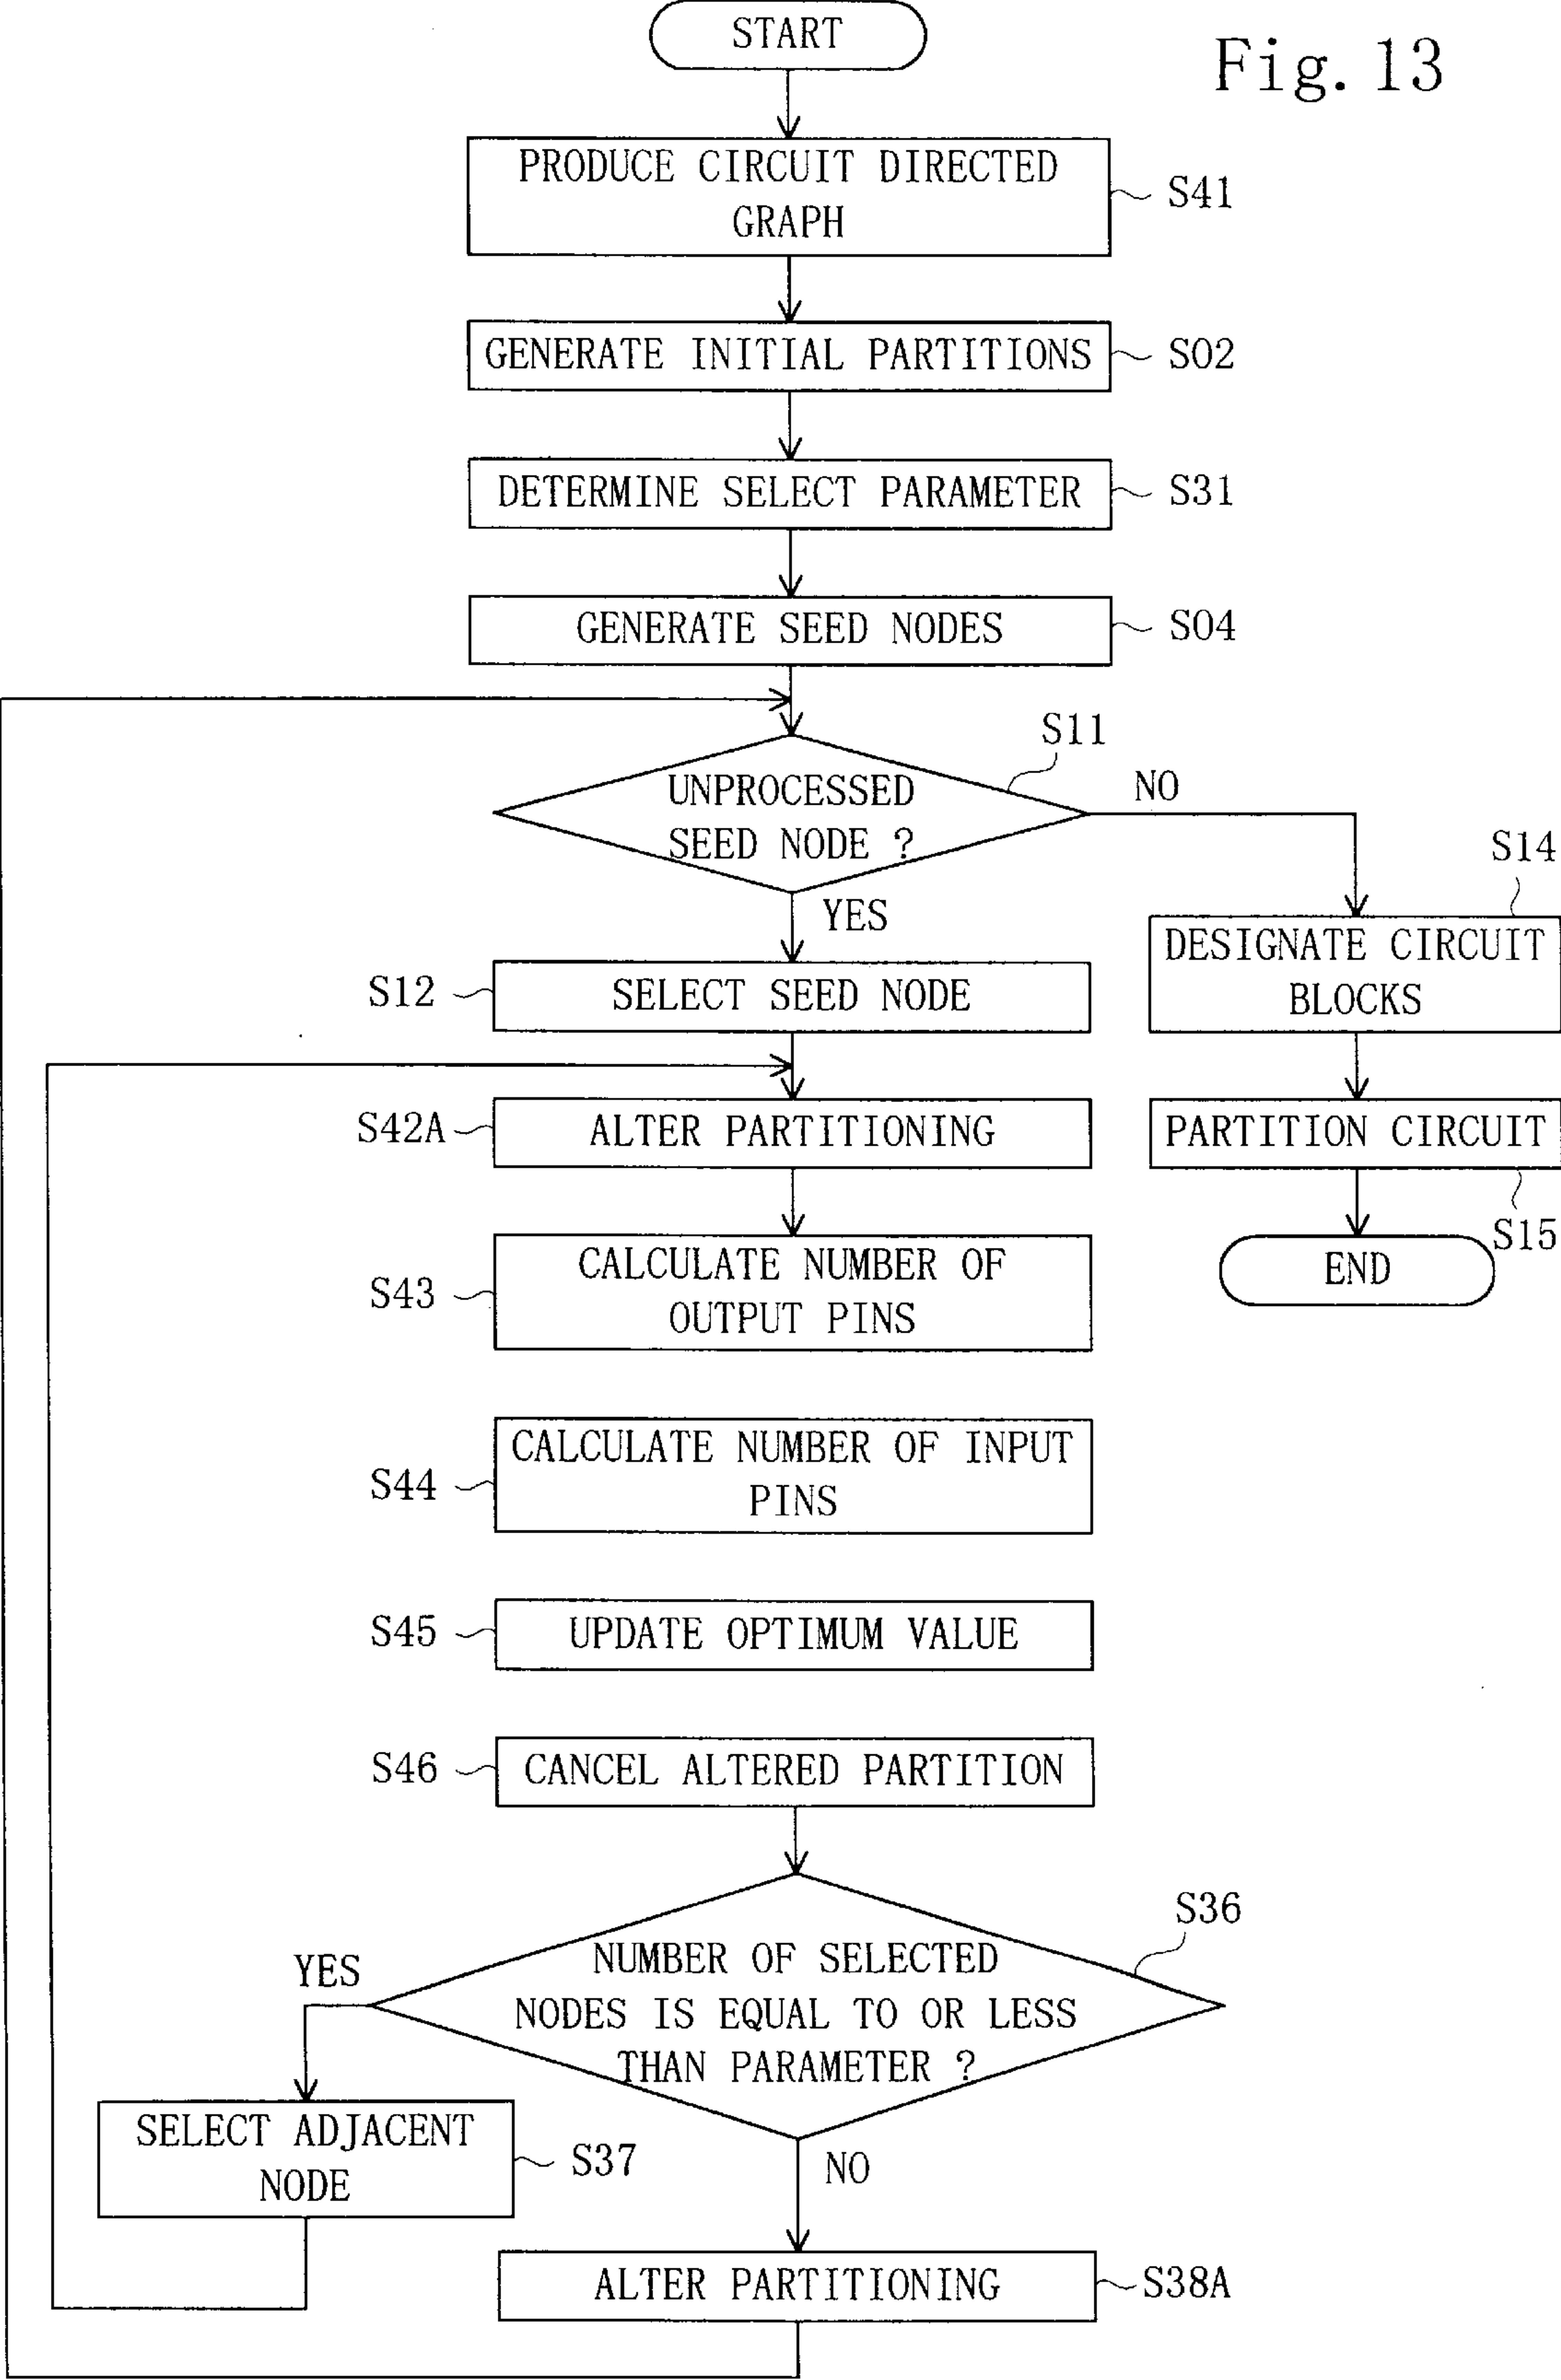 START
Fig. 13
PRODUCE CIRCUIT DIRECTED
GRAPH
S41
GENERATE INITIAL PARTITIONS
S02
DETERMINE SELECT PARAMETER
S31
GENERATE SEED NODES
S04
S11
UNPROCESSED
SEED NODE ?
NO
YES
S14
DESIGNATE CIRCUIT
BLOCKS
S12
SELECT SEED NODE
S42A
ALTER PARTITIONING
PARTITION CIRCUIT
S15
END
S43
CALCULATE NUMBER OF
OUTPUT PINS
S44
CALCULATE NUMBER OF INPUT
PINS
S45
UPDATE OPTIMUM VALUE
S46
CANCEL ALTERED PARTITION
S36
NUMBER OF SELECTED
NODES IS EQUAL TO OR LESS
THAN PARAMETER ?
YES
SELECT ADJACENT
NODE
S37
NO
ALTER PARTITIONING
S38A